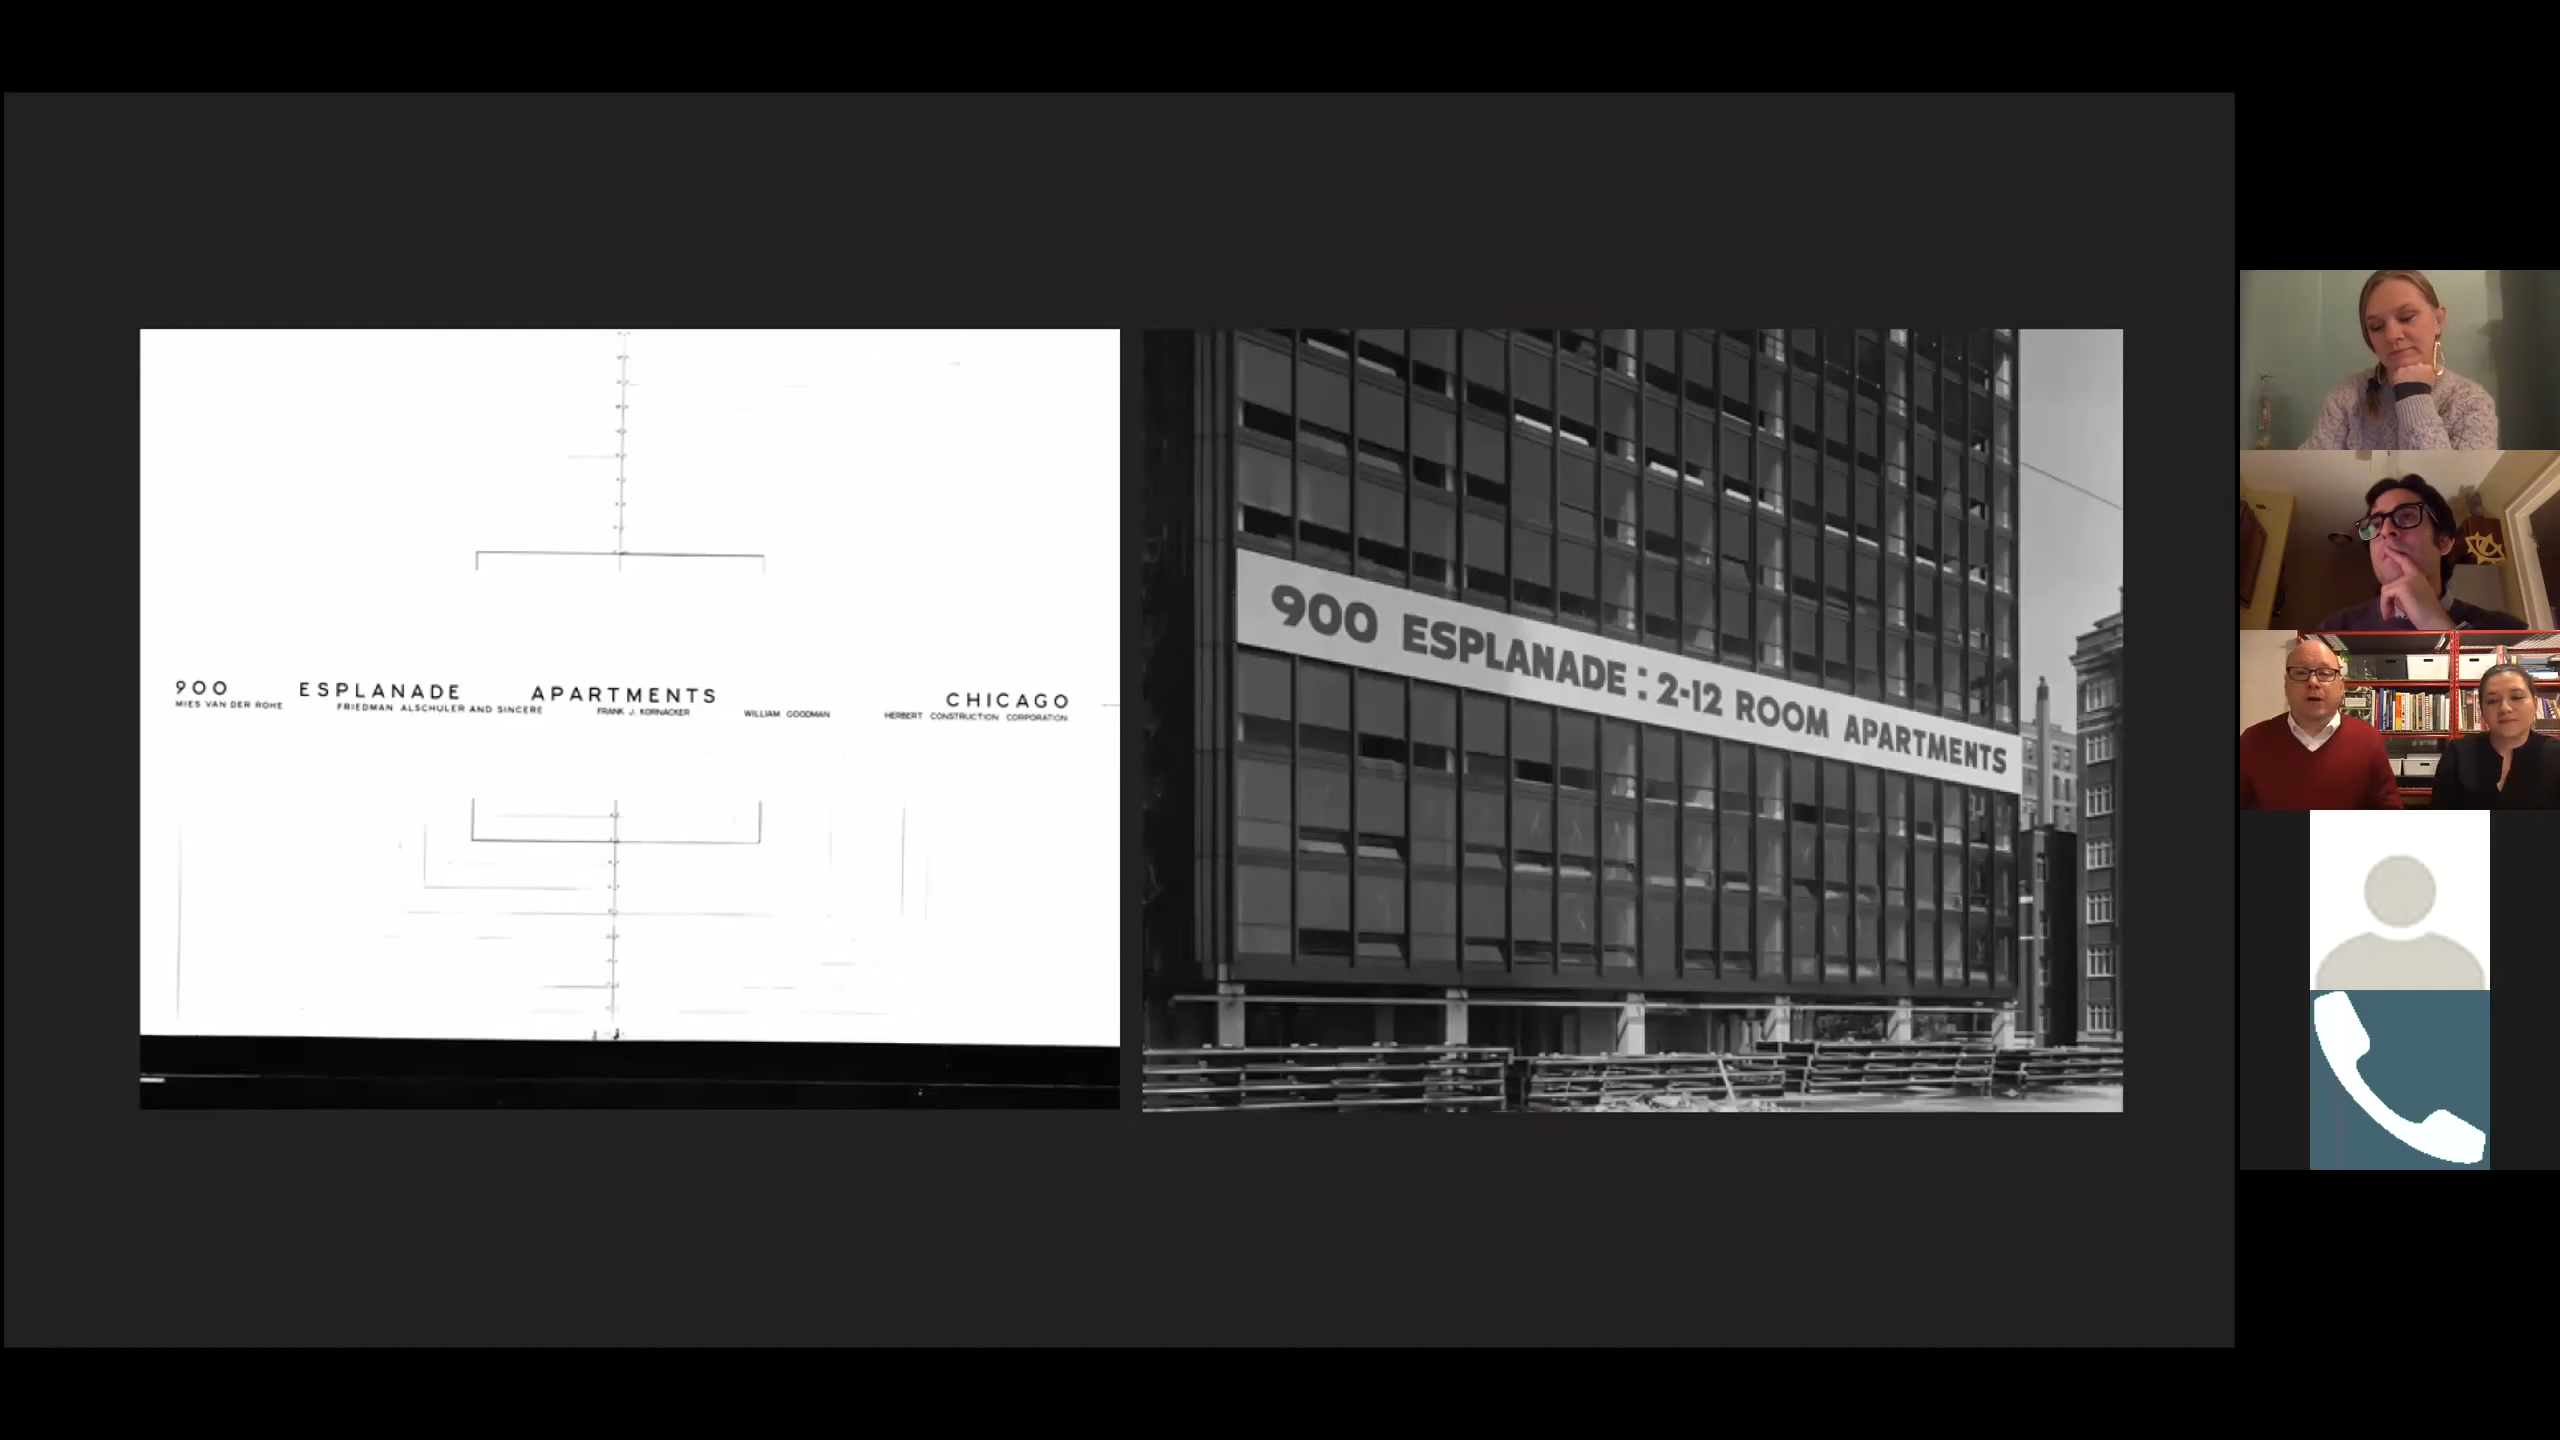 900 ESPLANADE APARTMENTS CHICAGO
MIES VAN DER ROHE FRIEDMAN ALSCHULER AND SINCERE FRANK J. KORNACKER WILLIAM GOODMAN HERBERT CONSTRUCTION CORPORATION
900 ESPLANADE : 2-12 ROOM APARTMENTS